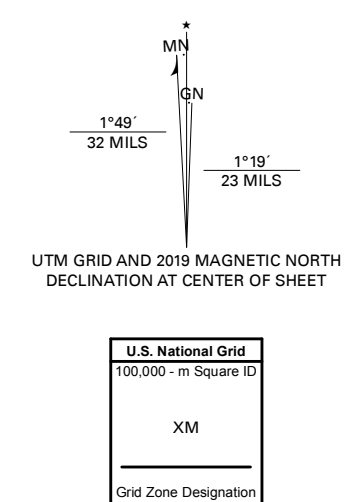 MN
GN
1°49´
32 MILS
1°19´
23 MILS
UTM GRID AND 2019 MAGNETIC NORTH
DECLINATION AT CENTER OF SHEET
U.S. National Grid
100,000 - m Square ID
XM
Grid Zone Designation